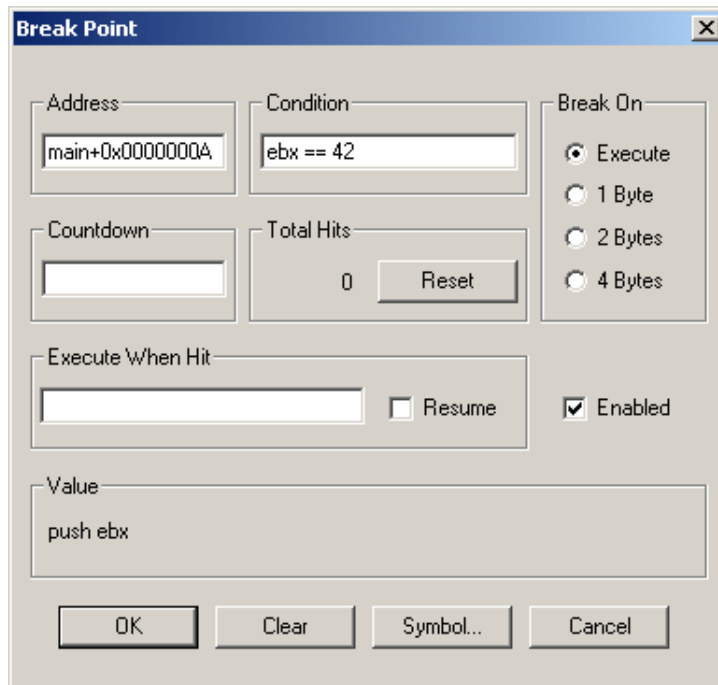 Break Point
Address
main+0x0000000A
Condition
ebx == 42
Break On
Execute
1 Byte
2 Bytes
4 Bytes
Countdown
Total Hits
0
Reset
Execute When Hit
Resume
Enabled
Value
push ebx
OK
Clear
Symbol...
Cancel